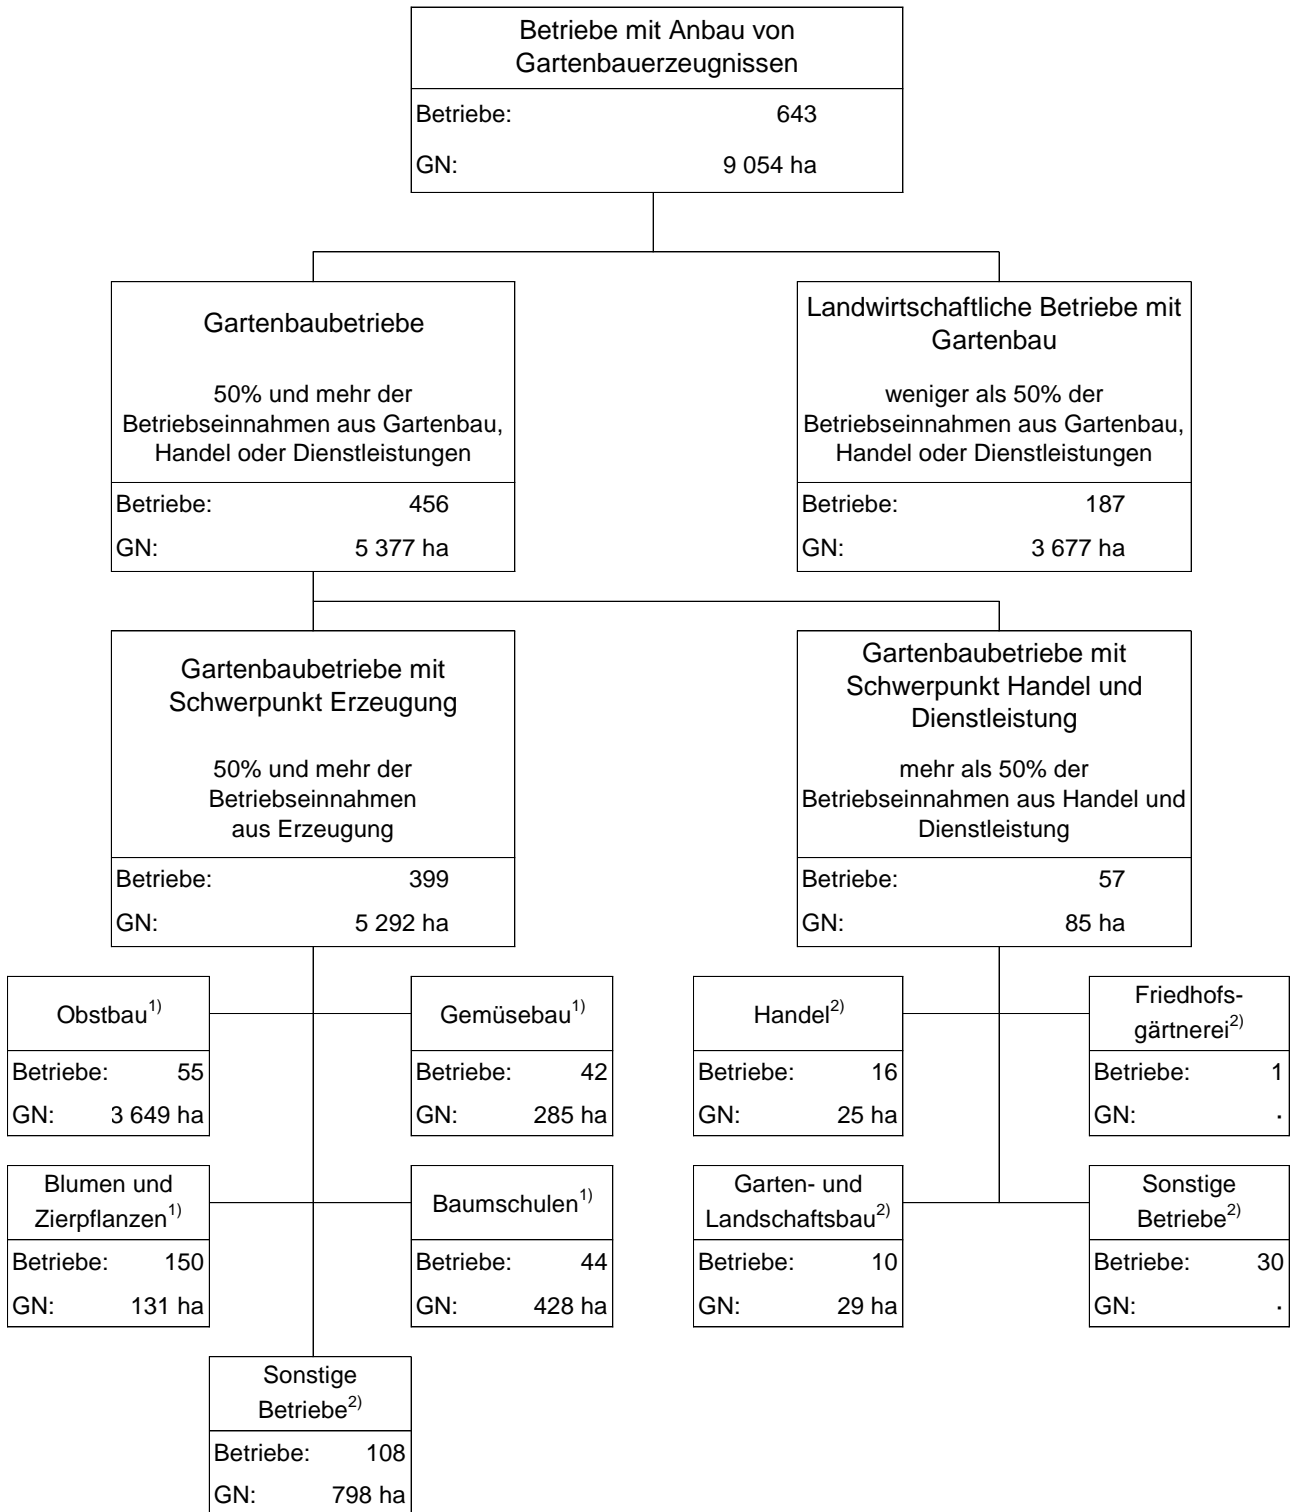 Betriebe mit Anbau von
Gartenbauerzeugnissen
Betriebe: 643
GN: 9 054 ha
Gartenbaubetriebe
50% und mehr der
Betriebseinnahmen aus Gartenbau,
Handel oder Dienstleistungen
Betriebe: 456
GN: 5 377 ha
Landwirtschaftliche Betriebe mit
Gartenbau
weniger als 50% der
Betriebseinnahmen aus Gartenbau,
Handel oder Dienstleistungen
Betriebe: 187
GN: 3 677 ha
Gartenbaubetriebe mit
Schwerpunkt Erzeugung
50% und mehr der
Betriebseinnahmen
aus Erzeugung
Betriebe: 399
GN: 5 292 ha
Gartenbaubetriebe mit
Schwerpunkt Handel und
Dienstleistung
mehr als 50% der
Betriebseinnahmen aus Handel und
Dienstleistung
Betriebe: 57
GN: 85 ha
Obstbau1)
Betriebe: 55
GN: 3 649 ha
Gemüsebau1)
Betriebe: 42
GN: 285 ha
Handel2)
Betriebe: 16
GN: 25 ha
Friedhofs-
gärtnerei2)
Betriebe: 1
GN: .
Blumen und
Zierpflanzen1)
Betriebe: 150
GN: 131 ha
Baumschulen1)
Betriebe: 44
GN: 428 ha
Garten- und
Landschaftsbau2)
Betriebe: 10
GN: 29 ha
Sonstige
Betriebe2)
Betriebe: 30
GN: .
Sonstige
Betriebe2)
Betriebe: 108
GN: 798 ha